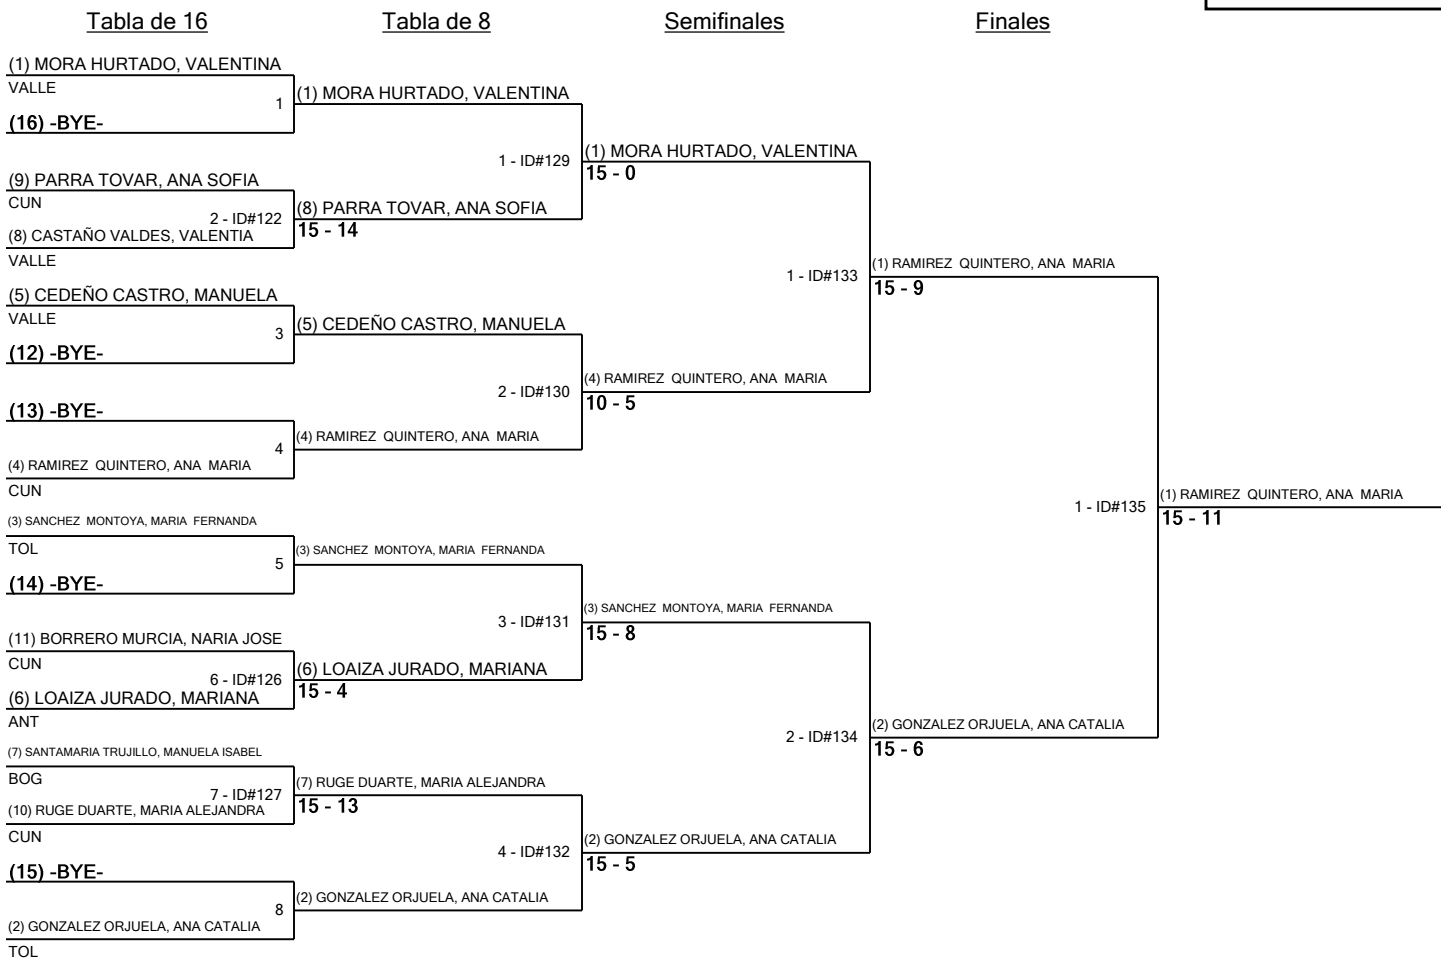 Tabla de 16
Tabla de 8
Semifinales
Finales
(1) MORA HURTADO, VALENTINA
VALLE
1
(16) -BYE-
(9) PARRA TOVAR, ANA SOFIA
CUN
2 - ID#122
(8) CASTAÑO VALDES, VALENTIA
VALLE
(5) CEDEÑO CASTRO, MANUELA
VALLE
3
(12) -BYE-
(13) -BYE-
4
(4) RAMIREZ QUINTERO, ANA MARIA
CUN
(3) SANCHEZ MONTOYA, MARIA FERNANDA
TOL
5
(14) -BYE-
(11) BORRERO MURCIA, NARIA JOSE
CUN
6 - ID#126
(6) LOAIZA JURADO, MARIANA
ANT
(7) SANTAMARIA TRUJILLO, MANUELA ISABEL
BOG
7 - ID#127
(10) RUGE DUARTE, MARIA ALEJANDRA
CUN
(15) -BYE-
8
(2) GONZALEZ ORJUELA, ANA CATALIA
TOL
(1) MORA HURTADO, VALENTINA
1 - ID#129
(8) PARRA TOVAR, ANA SOFIA
15 - 14
(5) CEDEÑO CASTRO, MANUELA
2 - ID#130
(4) RAMIREZ QUINTERO, ANA MARIA
(3) SANCHEZ MONTOYA, MARIA FERNANDA
3 - ID#131
(6) LOAIZA JURADO, MARIANA
15 - 4
(7) RUGE DUARTE, MARIA ALEJANDRA
15 - 13
4 - ID#132
(2) GONZALEZ ORJUELA, ANA CATALIA
(1) MORA HURTADO, VALENTINA
15 - 0
1 - ID#133
(4) RAMIREZ QUINTERO, ANA MARIA
10 - 5
(3) SANCHEZ MONTOYA, MARIA FERNANDA
15 - 8
2 - ID#134
(2) GONZALEZ ORJUELA, ANA CATALIA
15 - 5
(1) RAMIREZ QUINTERO, ANA MARIA
15 - 9
1 - ID#135
(2) GONZALEZ ORJUELA, ANA CATALIA
15 - 6
(1) RAMIREZ QUINTERO, ANA MARIA
15 - 11